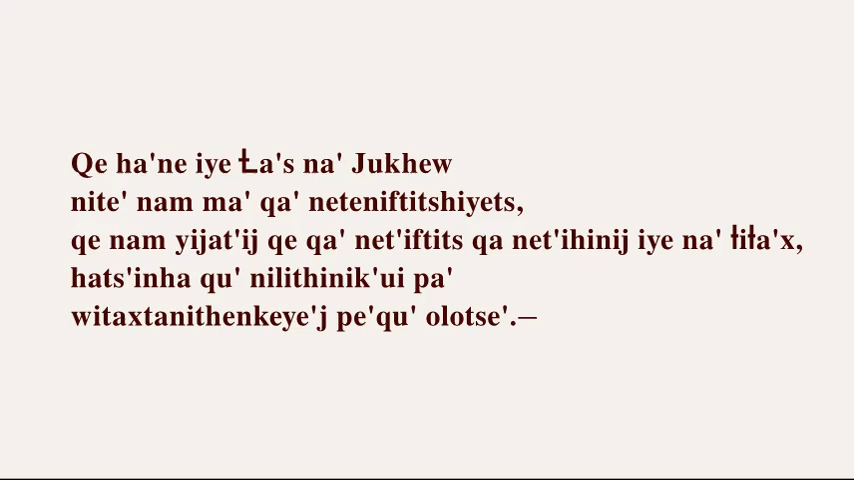 Qe ha'ne iye Ƚa's na' Jukhew
nite' nam ma' qa' neteniftitshiyets,
qe nam yijat'ij qe qa' net'iftits qa net'ihinij iye na' ƚiƚa'x,
hats'inha qu' nilithinik'ui pa'
witaxtanithenkeye'j pe'qu' olotse'.—